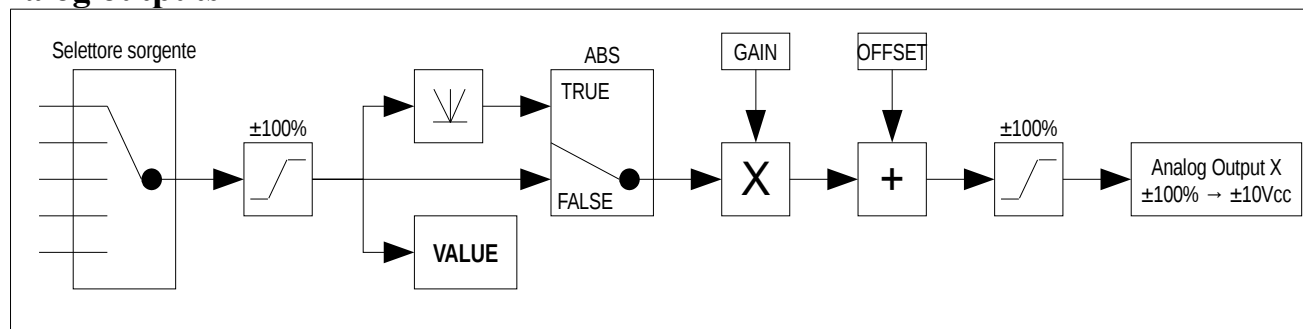 Selettore sorgente
±100%
ABS
TRUE
FALSE
VALUE
GAIN
X
OFFSET
+
±100%
Analog Output X
±100% → ±10Vcc